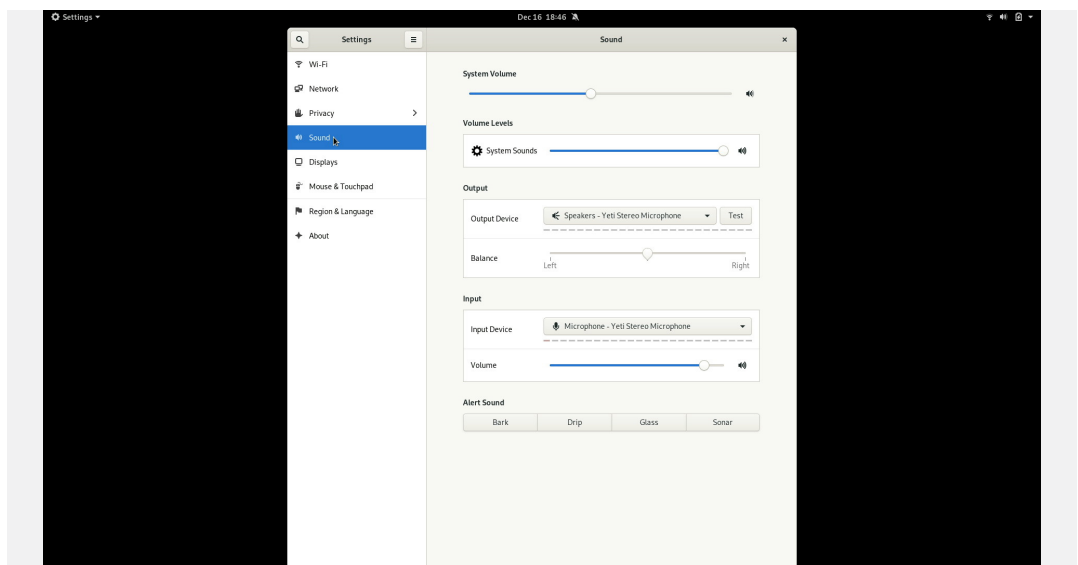 Settings
Dec 16 18:46
Settings
Sound
Wi-Fi
Network
Privacy
Sound
Displays
Mouse & Touchpad
Region & Language
About
System Volume
Volume Levels
System Sounds
Output
Output Device
Speakers - Yeti Stereo Microphone
Test
Balance
Left
Right
Input
Input Device
Microphone - Yeti Stereo Microphone
Volume
Alert Sound
Bark
Drip
Glass
Sonar